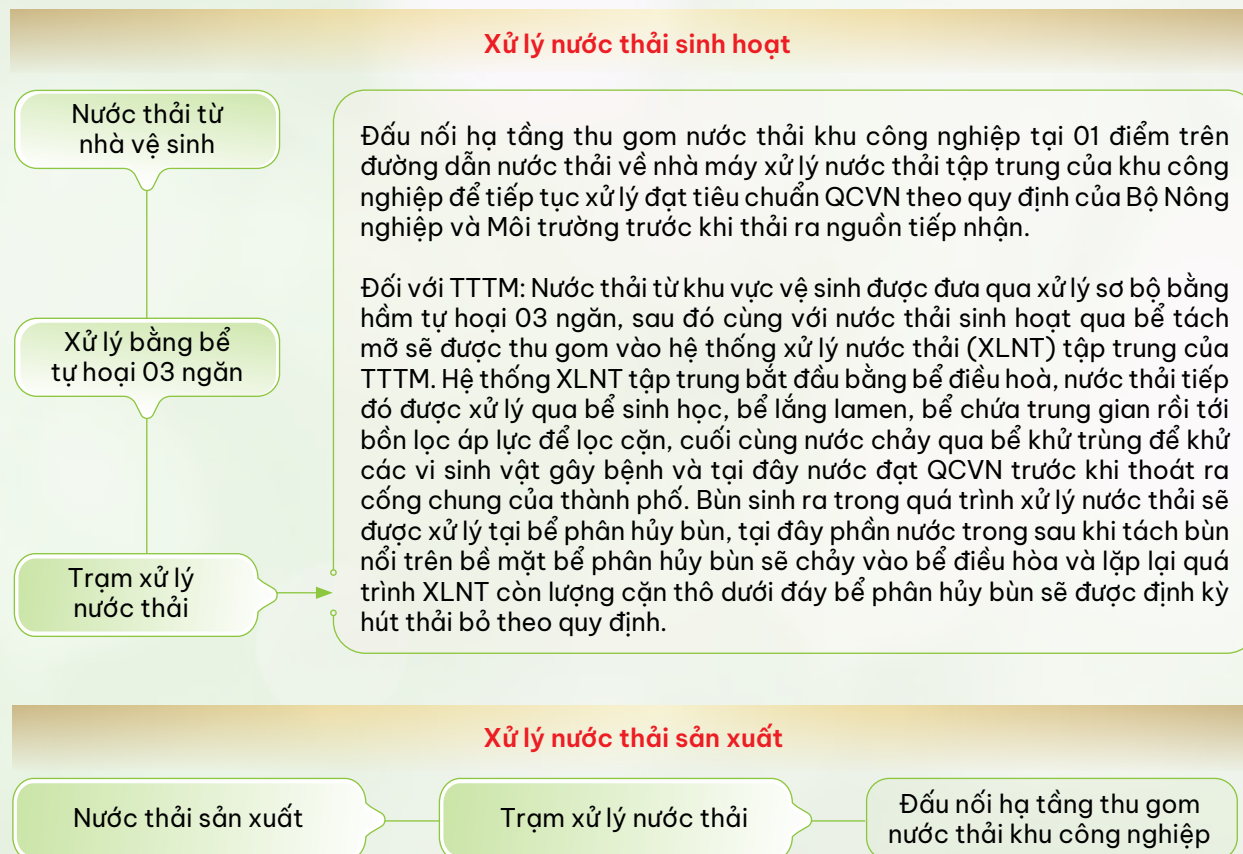 Xử lý nước thải sinh hoạt
Nước thải từ
nhà vệ sinh
Xử lý bằng bể
tự hoại 03 ngăn
Trạm xử lý
nước thải
Đấu nối hạ tầng thu gom nước thải khu công nghiệp tại 01 điểm trên
đường dẫn nước thải về nhà máy xử lý nước thải tập trung của khu công
nghiệp để tiếp tục xử lý đạt tiêu chuẩn QCVN theo quy định của Bộ Nông
nghiệp và Môi trường trước khi thải ra nguồn tiếp nhận.
Đối với TTTM: Nước thải từ khu vực vệ sinh được đưa qua xử lý sơ bộ bằng
hầm tự hoại 03 ngăn, sau đó cùng với nước thải sinh hoạt qua bể tách
mỡ sẽ được thu gom vào hệ thống xử lý nước thải (XLNT) tập trung của
TTTM. Hệ thống XLNT tập trung bắt đầu bằng bể điều hoà, nước thải tiếp
đó được xử lý qua bể sinh học, bể lắng lamen, bể chứa trung gian rồi tới
bồn lọc áp lực để lọc cặn, cuối cùng nước chảy qua bể khử trùng để khử
các vi sinh vật gây bệnh và tại đây nước đạt QCVN trước khi thoát ra
cống chung của thành phố. Bùn sinh ra trong quá trình xử lý nước thải sẽ
được xử lý tại bể phân hủy bùn, tại đây phần nước trong sau khi tách bùn
nổi trên bề mặt bể phân hủy bùn sẽ chảy vào bể điều hòa và lặp lại quá
trình XLNT còn lượng cặn thô dưới đáy bể phân hủy bùn sẽ được định kỳ
hút thải bỏ theo quy định.
Xử lý nước thải sản xuất
Nước thải sản xuất
Trạm xử lý nước thải
Đấu nối hạ tầng thu gom
nước thải khu công nghiệp